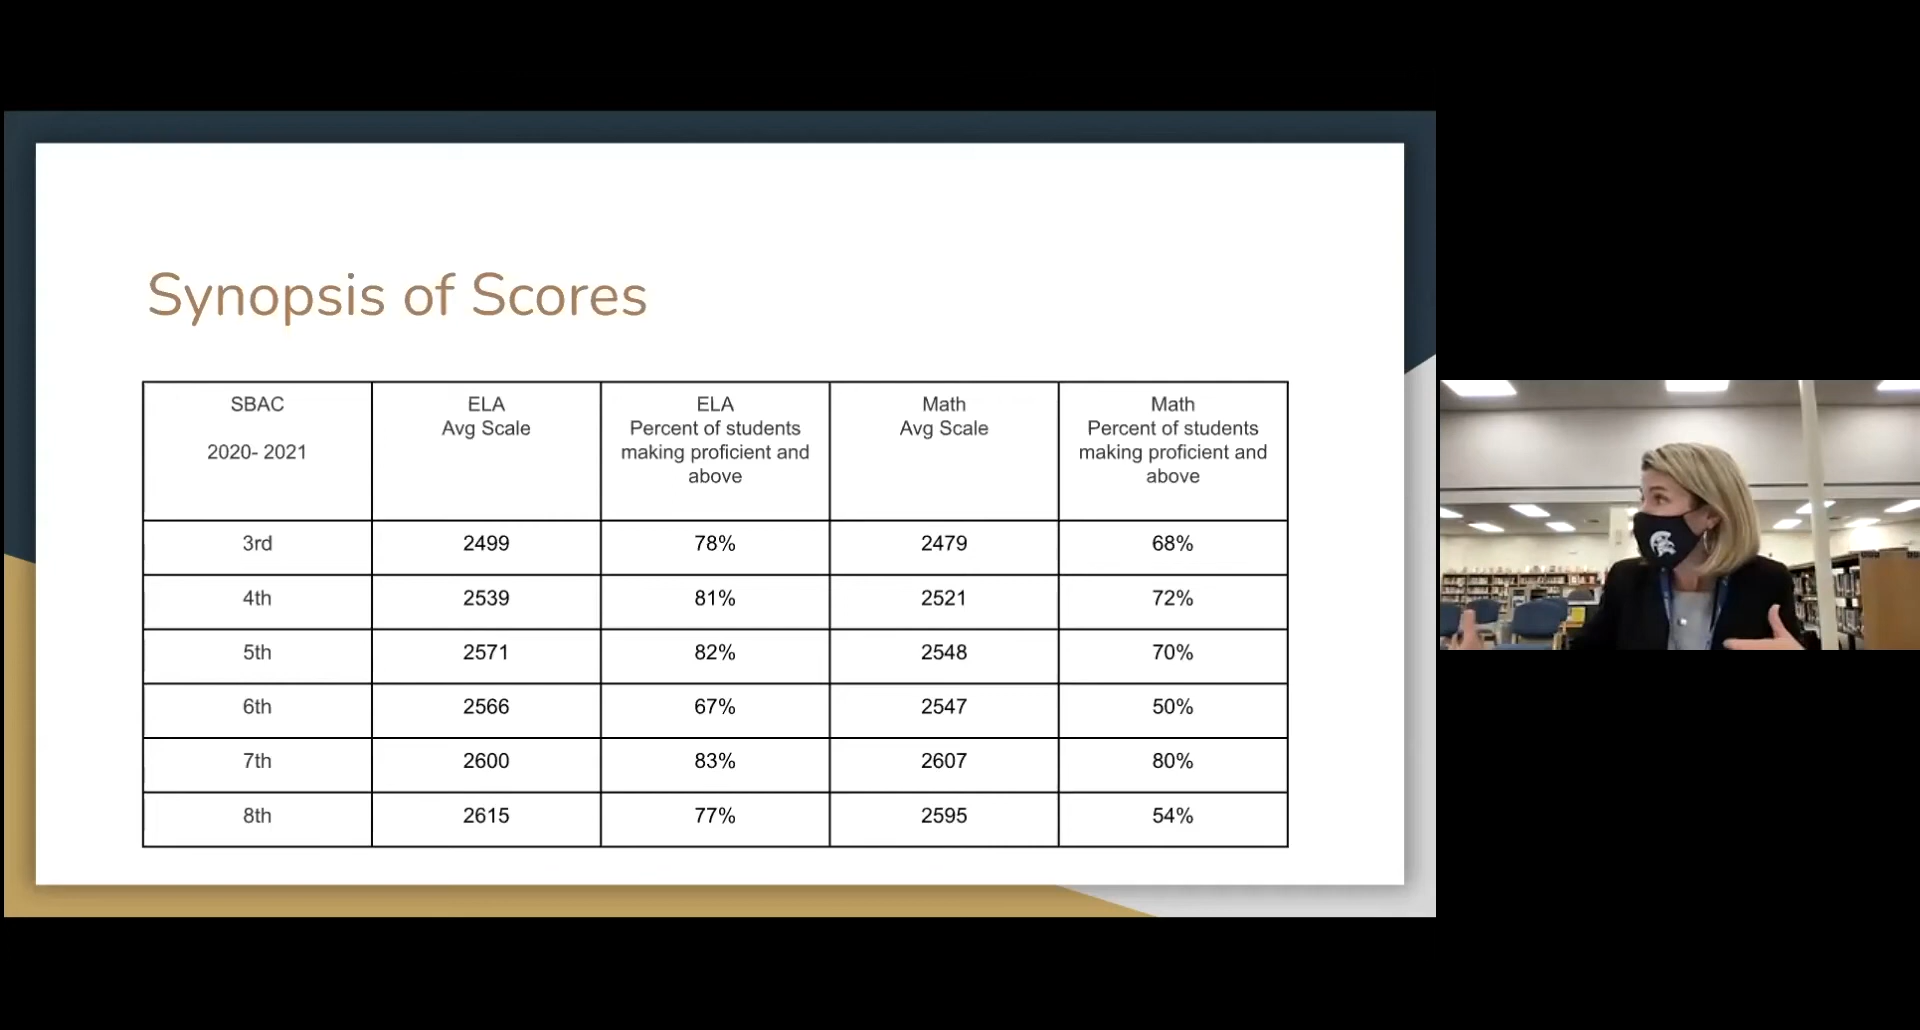 Synopsis of Scores
SBAC
2020- 2021
ELA
Avg Scale
ELA
Percent of students
making proficient and
above
Math
Avg Scale
Math
Percent of students
making proficient and
above
3rd 2499 78% 2479 68%
4th 2539 81% 2521 72%
5th 2571 82% 2548 70%
6th 2566 67% 2547 50%
7th 2600 83% 2607 80%
8th 2615 77% 2595 54%